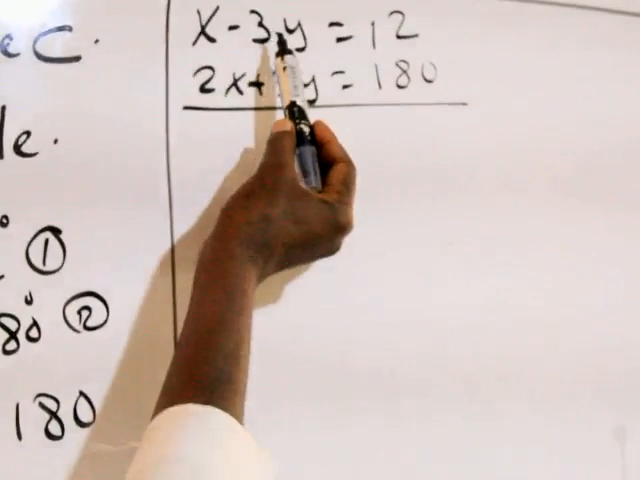 e C.
le.
①
80° ②
180
x - 3y = 12
2x + y = 180